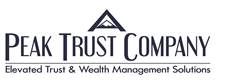 PEAK TRUST COMPANY
Elevated Trust & Wealth Management Solutions